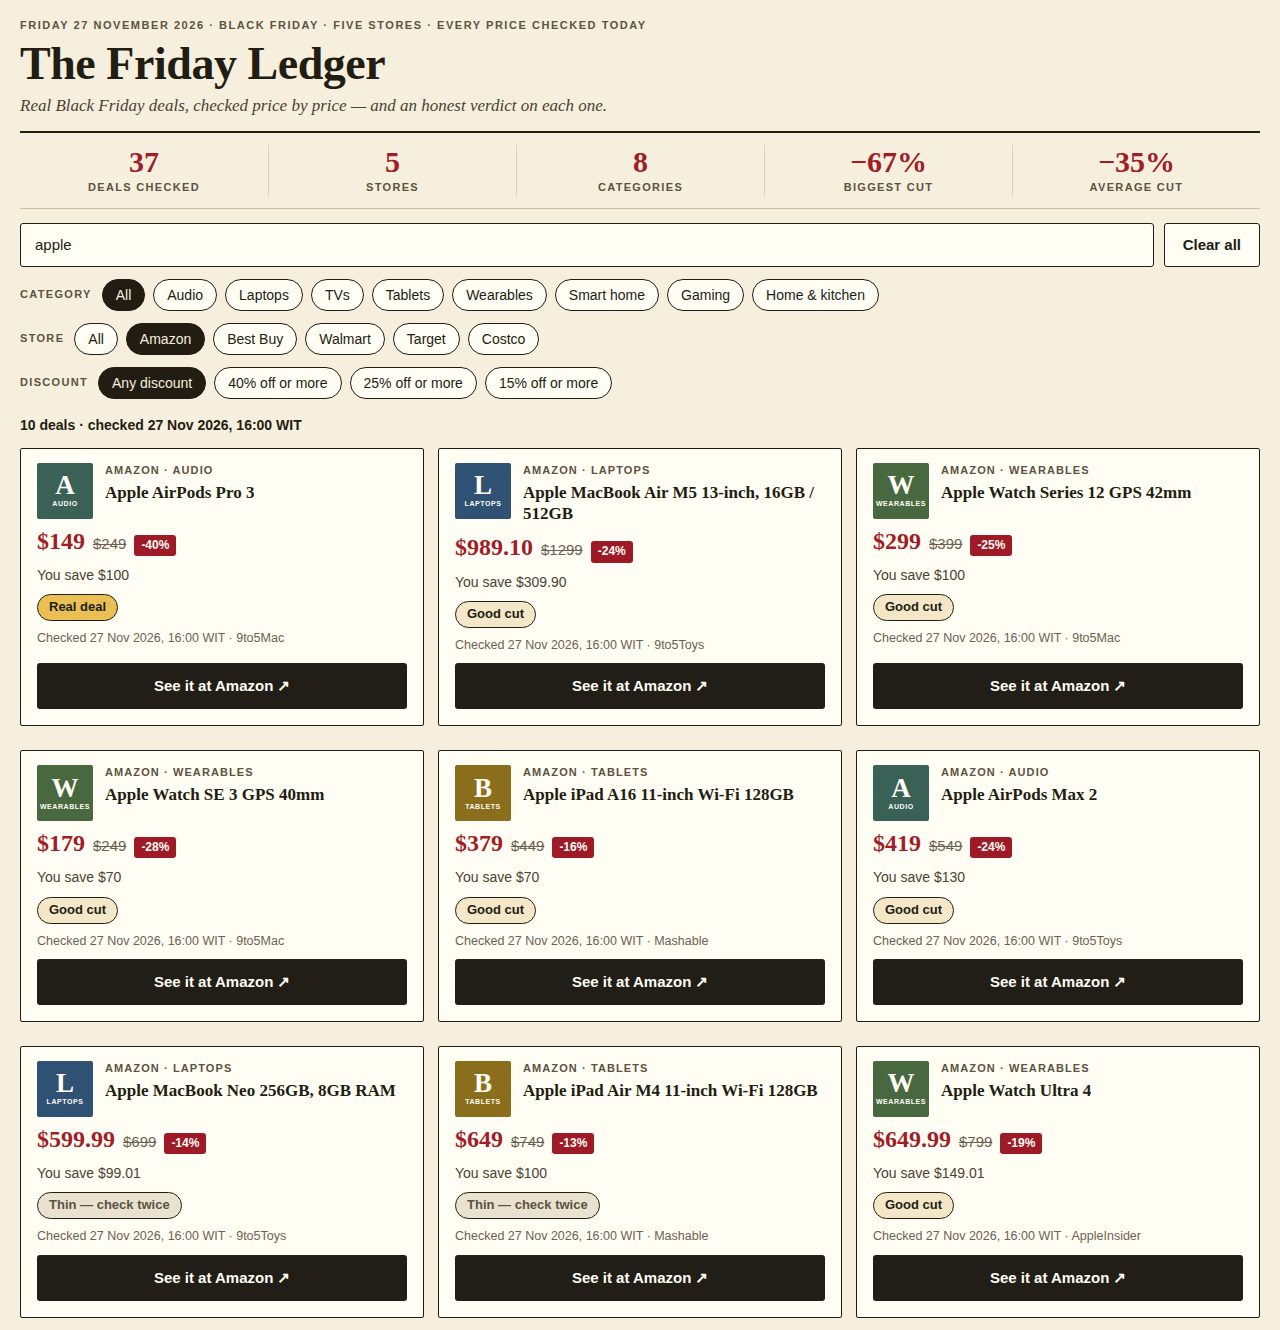 FRIDAY 27 NOVEMBER 2026 · BLACK FRIDAY · FIVE STORES · EVERY PRICE CHECKED TODAY
The Friday Ledger
Real Black Friday deals, checked price by price — and an honest verdict on each one.
37 5 8 −67% −35%
DEALS CHECKED STORES CATEGORIES BIGGEST CUT AVERAGE CUT
apple Clear all
CATEGORY All Audio Laptops TVs Tablets Wearables Smart home Gaming Home & kitchen
STORE All Amazon Best Buy Walmart Target Costco
DISCOUNT Any discount 40% off or more 25% off or more 15% off or more
10 deals · checked 27 Nov 2026, 16:00 WIT
A
AUDIO
AMAZON · AUDIO
Apple AirPods Pro 3
$149 $249 -40%
You save $100
Real deal
Checked 27 Nov 2026, 16:00 WIT · 9to5Mac
See it at Amazon ↗
L
LAPTOPS
AMAZON · LAPTOPS
Apple MacBook Air M5 13-inch, 16GB /
512GB
$989.10 $1299 -24%
You save $309.90
Good cut
Checked 27 Nov 2026, 16:00 WIT · 9to5Toys
See it at Amazon ↗
W
WEARABLES
AMAZON · WEARABLES
Apple Watch Series 12 GPS 42mm
$299 $399 -25%
You save $100
Good cut
Checked 27 Nov 2026, 16:00 WIT · 9to5Mac
See it at Amazon ↗
W
WEARABLES
AMAZON · WEARABLES
Apple Watch SE 3 GPS 40mm
$179 $249 -28%
You save $70
Good cut
Checked 27 Nov 2026, 16:00 WIT · 9to5Mac
See it at Amazon ↗
B
TABLETS
AMAZON · TABLETS
Apple iPad A16 11-inch Wi-Fi 128GB
$379 $449 -16%
You save $70
Good cut
Checked 27 Nov 2026, 16:00 WIT · Mashable
See it at Amazon ↗
A
AUDIO
AMAZON · AUDIO
Apple AirPods Max 2
$419 $549 -24%
You save $130
Good cut
Checked 27 Nov 2026, 16:00 WIT · 9to5Toys
See it at Amazon ↗
L
LAPTOPS
AMAZON · LAPTOPS
Apple MacBook Neo 256GB, 8GB RAM
$599.99 $699 -14%
You save $99.01
Thin — check twice
Checked 27 Nov 2026, 16:00 WIT · 9to5Toys
See it at Amazon ↗
B
TABLETS
AMAZON · TABLETS
Apple iPad Air M4 11-inch Wi-Fi 128GB
$649 $749 -13%
You save $100
Thin — check twice
Checked 27 Nov 2026, 16:00 WIT · Mashable
See it at Amazon ↗
W
WEARABLES
AMAZON · WEARABLES
Apple Watch Ultra 4
$649.99 $799 -19%
You save $149.01
Good cut
Checked 27 Nov 2026, 16:00 WIT · AppleInsider
See it at Amazon ↗